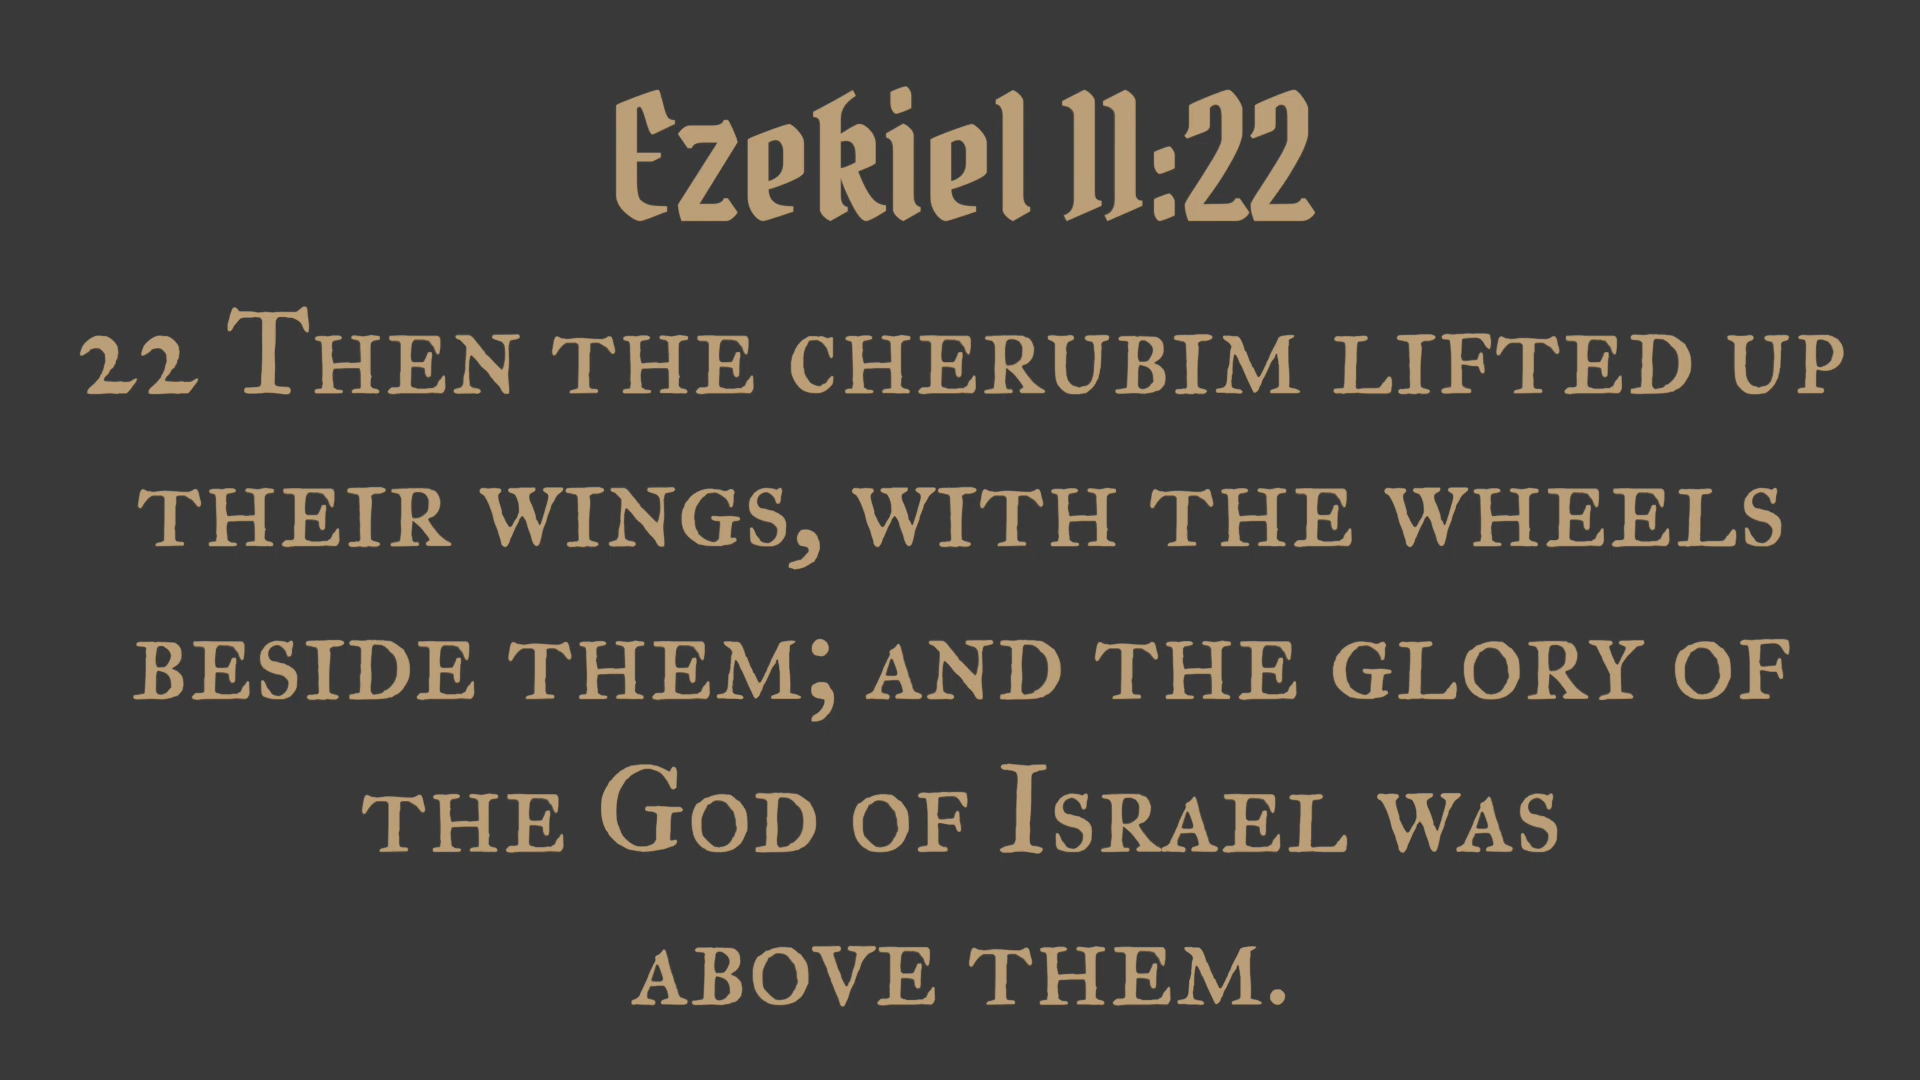 Ezekiel 11:22
22 Then the cherubim lifted up
their wings, with the wheels
beside them; and the glory of
the God of Israel was
above them.